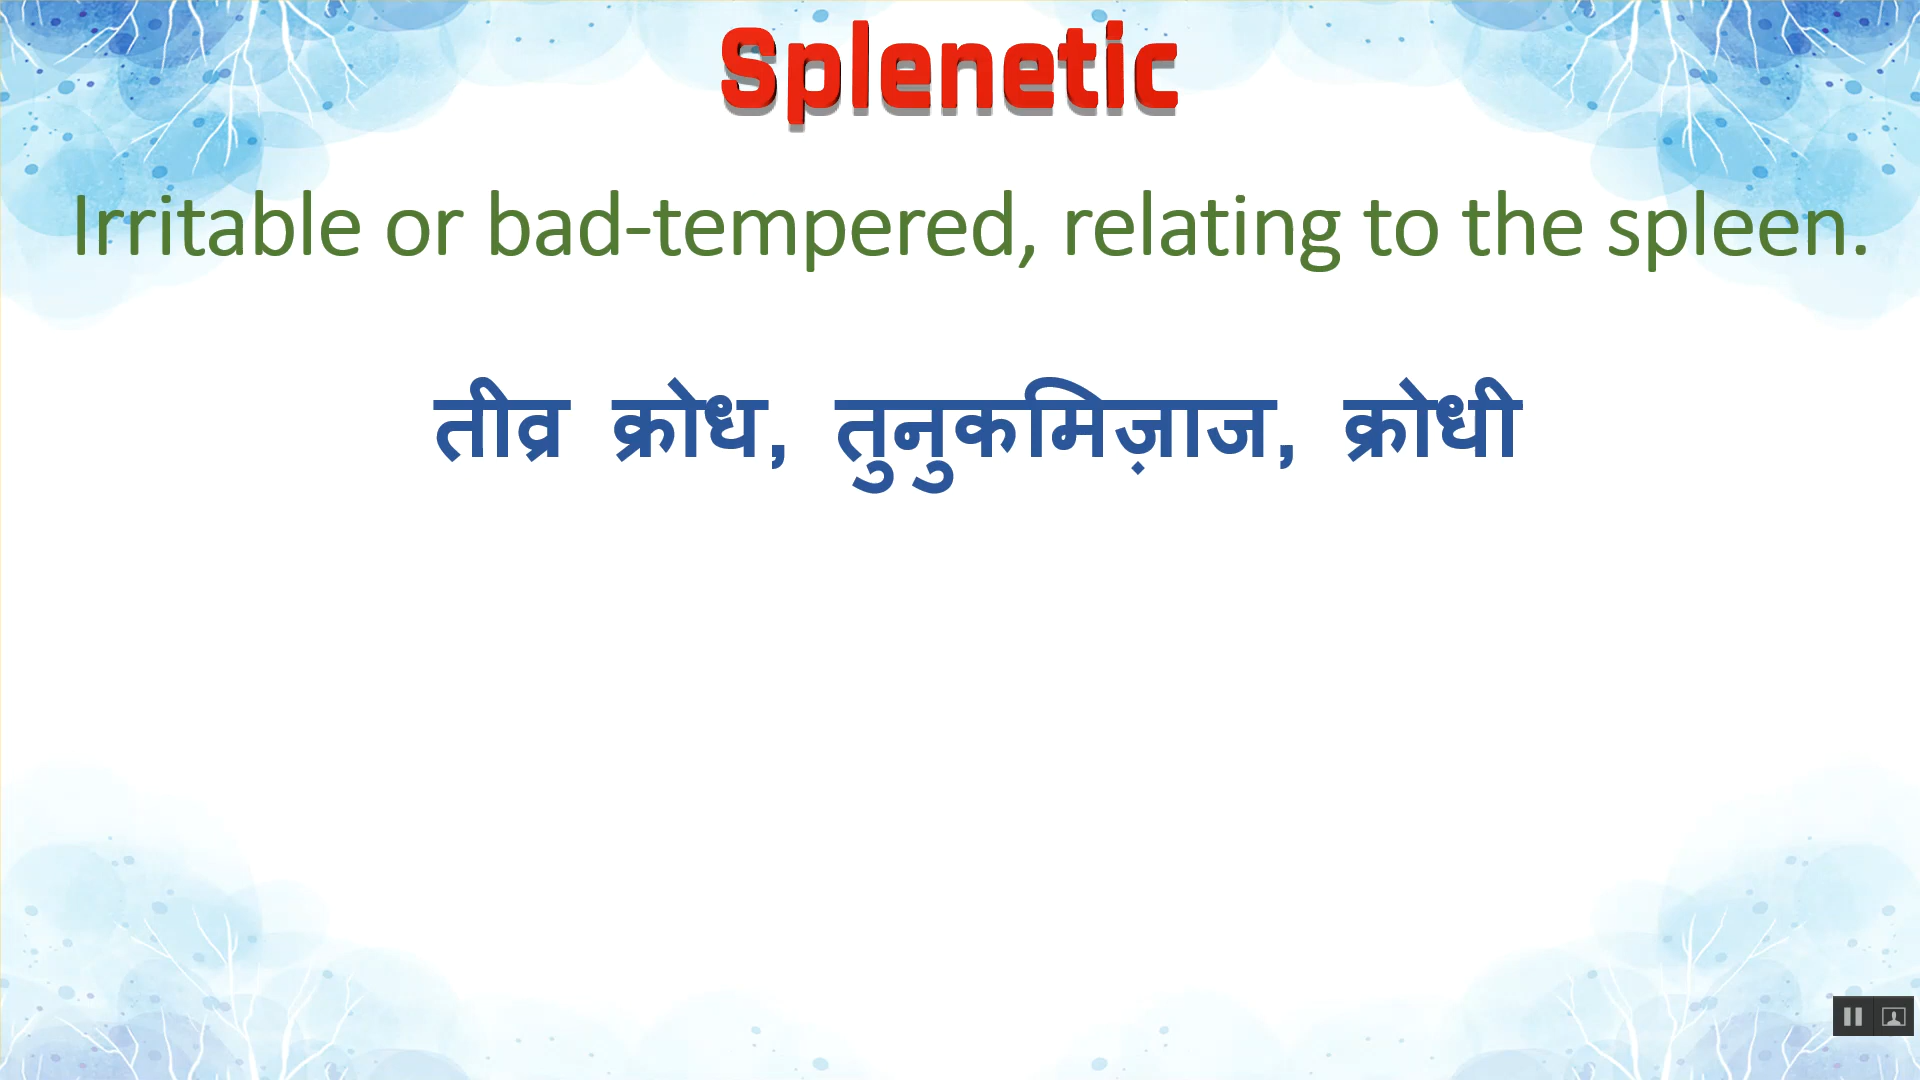 Splenetic
Irritable or bad-tempered, relating to the spleen.
तीव्र क्रोध, तुनुकमिज़ाज, क्रोधी